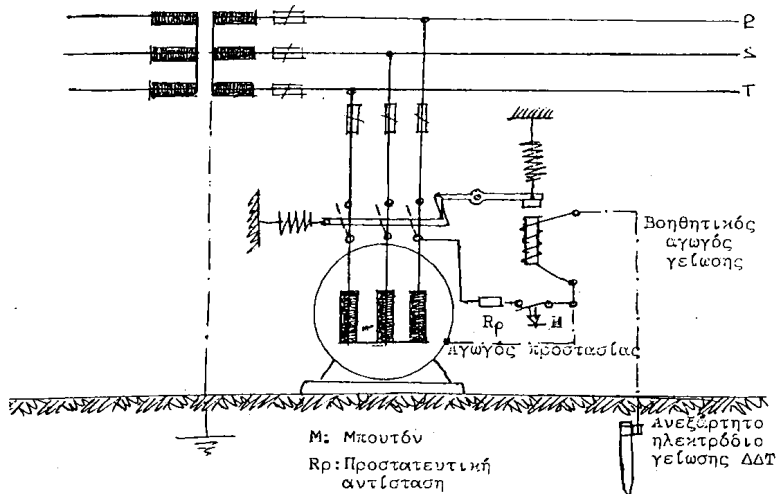 R
S
T
Βοηθητικός
αγωγός
γείωσης
Rρ
M
Αγωγός προστασίας
M: Μπουτόν
Rρ:Προστατευτική
αντίσταση
Ανεξάρτητο
ηλεκτρόδιο
γείωσης ΔΔΤ